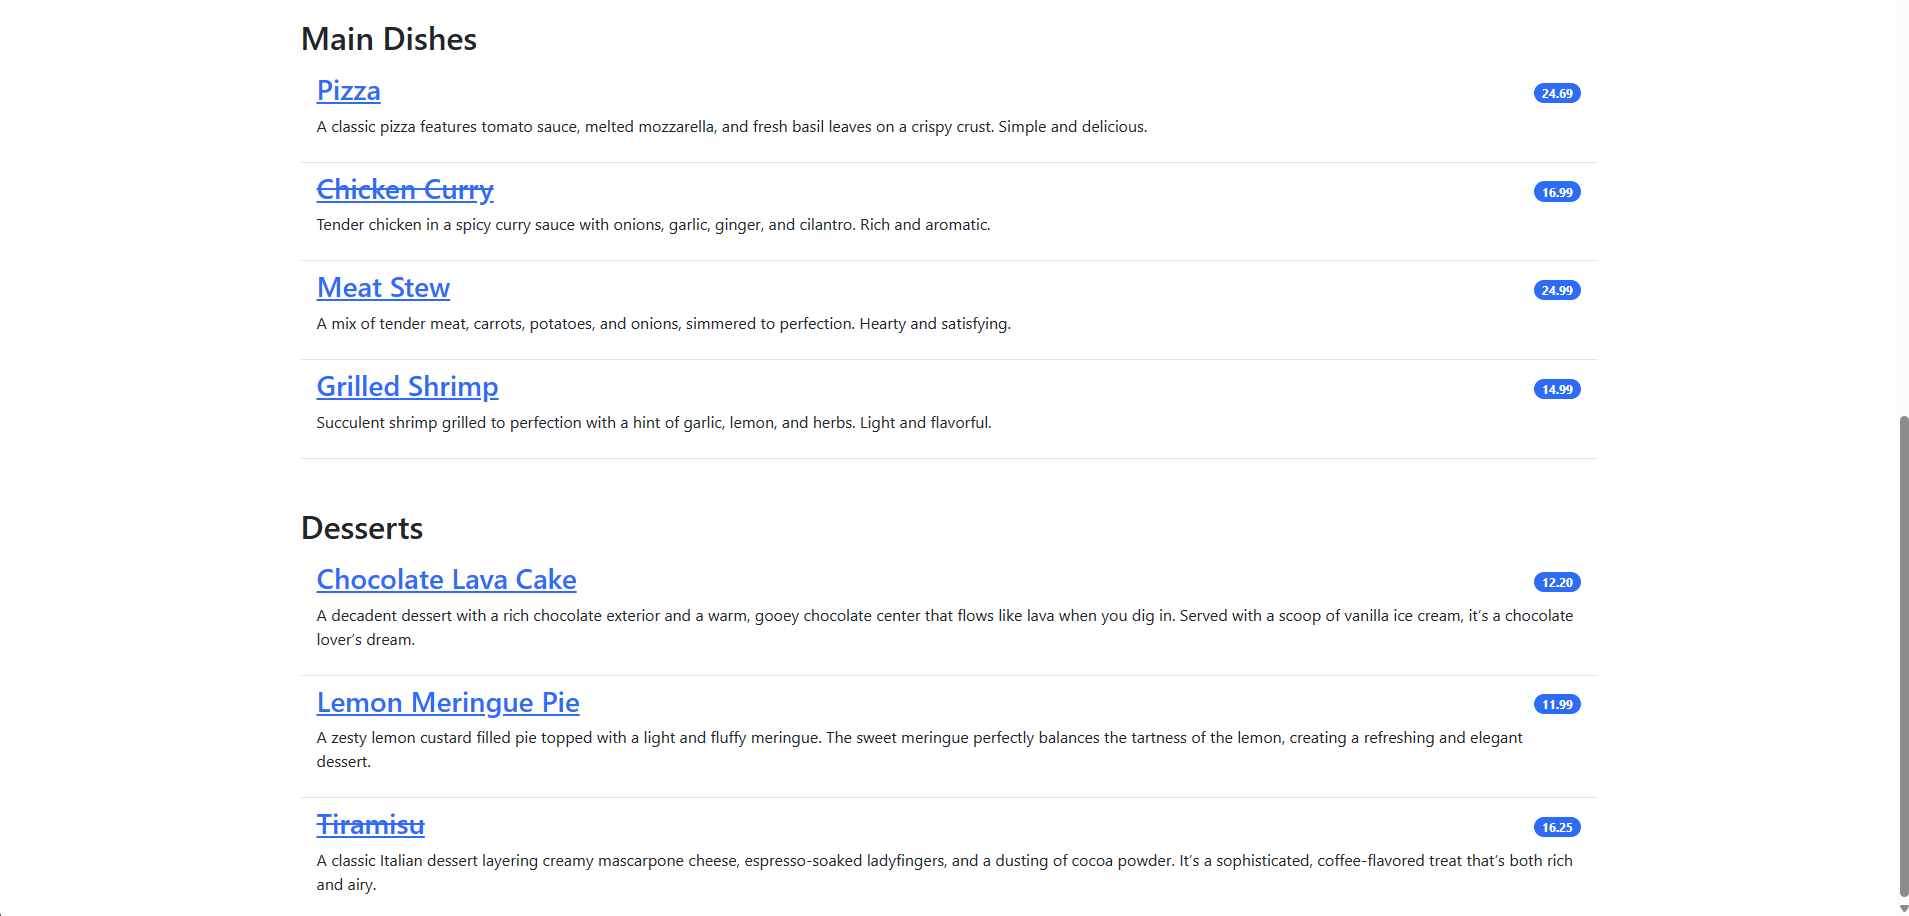 Main Dishes
Pizza
24.69
A classic pizza features tomato sauce, melted mozzarella, and fresh basil leaves on a crispy crust. Simple and delicious.
Chicken Curry
16.99
Tender chicken in a spicy curry sauce with onions, garlic, ginger, and cilantro. Rich and aromatic.
Meat Stew
24.99
A mix of tender meat, carrots, potatoes, and onions, simmered to perfection. Hearty and satisfying.
Grilled Shrimp
14.99
Succulent shrimp grilled to perfection with a hint of garlic, lemon, and herbs. Light and flavorful.
Desserts
Chocolate Lava Cake
12.20
A decadent dessert with a rich chocolate exterior and a warm, gooey chocolate center that flows like lava when you dig in. Served with a scoop of vanilla ice cream, it’s a chocolate
lover’s dream.
Lemon Meringue Pie
11.99
A zesty lemon custard filled pie topped with a light and fluffy meringue. The sweet meringue perfectly balances the tartness of the lemon, creating a refreshing and elegant
dessert.
Tiramisu
16.25
A classic Italian dessert layering creamy mascarpone cheese, espresso-soaked ladyfingers, and a dusting of cocoa powder. It’s a sophisticated, coffee-flavored treat that’s both rich
and airy.